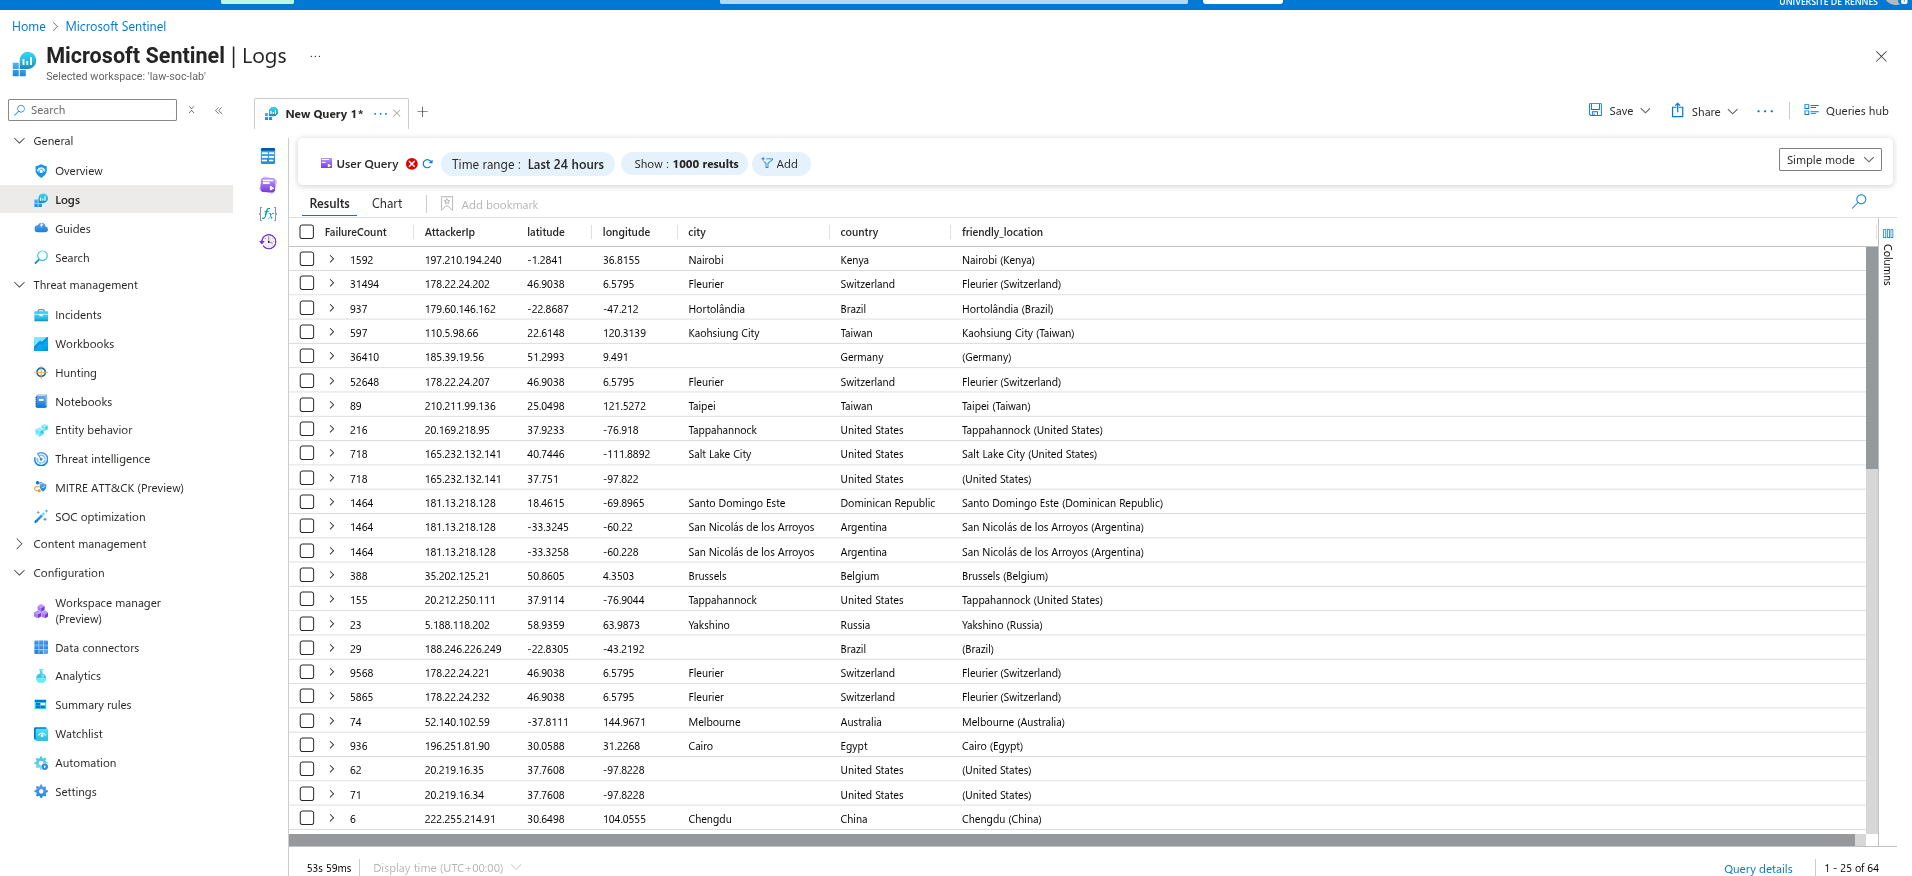 UNIVERSITÉ DE RENNES
Home > Microsoft Sentinel
Microsoft Sentinel | Logs ...
Selected workspace: 'law-soc-lab'
Search
General
Overview
Logs
Guides
Search
Threat management
Incidents
Workbooks
Hunting
Notebooks
Entity behavior
Threat intelligence
MITRE ATT&CK (Preview)
SOC optimization
Content management
Configuration
Workspace manager
(Preview)
Data connectors
Analytics
Summary rules
Watchlist
Automation
Settings
New Query 1* ...
Save Share ... Queries hub
User Query Time range : Last 24 hours Show : 1000 results Add Simple mode
Results Chart Add bookmark
FailureCount AttackerIp latitude longitude city country friendly_location
1592 197.210.194.240 -1.2841 36.8155 Nairobi Kenya Nairobi (Kenya)
31494 178.22.24.202 46.9038 6.5795 Fleurier Switzerland Fleurier (Switzerland)
937 179.60.146.162 -22.8687 -47.212 Hortolândia Brazil Hortolândia (Brazil)
597 110.5.98.66 22.6148 120.3139 Kaohsiung City Taiwan Kaohsiung City (Taiwan)
36410 185.39.19.56 51.2993 9.491 Germany (Germany)
52648 178.22.24.207 46.9038 6.5795 Fleurier Switzerland Fleurier (Switzerland)
89 210.211.99.136 25.0498 121.5272 Taipei Taiwan Taipei (Taiwan)
216 20.169.218.95 37.9233 -76.918 Tappahannock United States Tappahannock (United States)
718 165.232.132.141 40.7446 -111.8892 Salt Lake City United States Salt Lake City (United States)
718 165.232.132.141 37.751 -97.822 United States (United States)
1464 181.13.218.128 18.4615 -69.8965 Santo Domingo Este Dominican Republic Santo Domingo Este (Dominican Republic)
1464 181.13.218.128 -33.3245 -60.22 San Nicolás de los Arroyos Argentina San Nicolás de los Arroyos (Argentina)
1464 181.13.218.128 -33.3258 -60.228 San Nicolás de los Arroyos Argentina San Nicolás de los Arroyos (Argentina)
388 35.202.125.21 50.8605 4.3503 Brussels Belgium Brussels (Belgium)
155 20.212.250.111 37.9114 -76.9044 Tappahannock United States Tappahannock (United States)
23 5.188.118.202 58.9359 63.9873 Yakshino Russia Yakshino (Russia)
29 188.246.226.249 -22.8305 -43.2192 Brazil (Brazil)
9568 178.22.24.221 46.9038 6.5795 Fleurier Switzerland Fleurier (Switzerland)
5865 178.22.24.232 46.9038 6.5795 Fleurier Switzerland Fleurier (Switzerland)
74 52.140.102.59 -37.8111 144.9671 Melbourne Australia Melbourne (Australia)
936 196.251.81.90 30.0588 31.2268 Cairo Egypt Cairo (Egypt)
62 20.219.16.35 37.7608 -97.8228 United States (United States)
71 20.219.16.34 37.7608 -97.8228 United States (United States)
6 222.255.214.91 30.6498 104.0555 Chengdu China Chengdu (China)
Columns
53s 59ms Display time (UTC+00:00) Query details 1 - 25 of 64